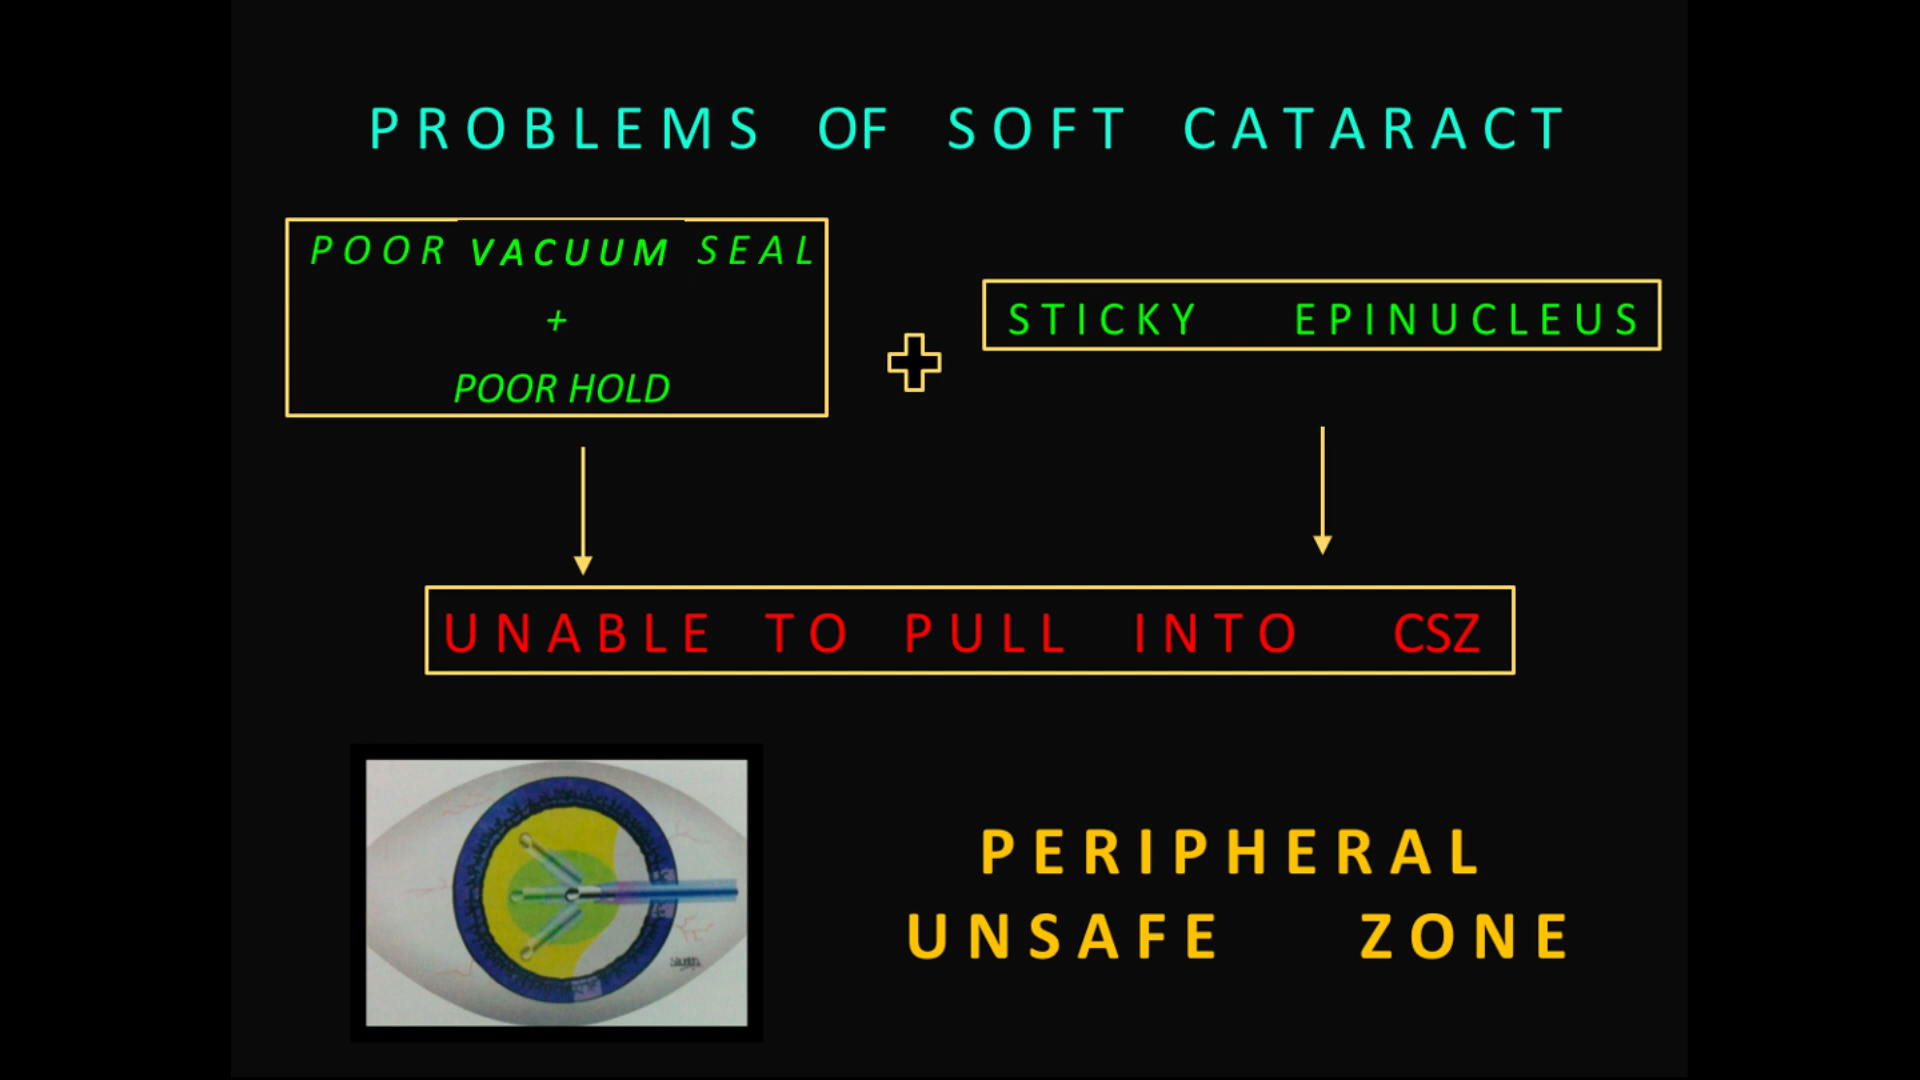 PROBLEMS OF SOFT CATARACT
POOR VACUUM SEAL
+
POOR HOLD
STICKY EPINUCLEUS
UNABLE TO PULL INTO CSZ
PERIPHERAL
UNSAFE ZONE